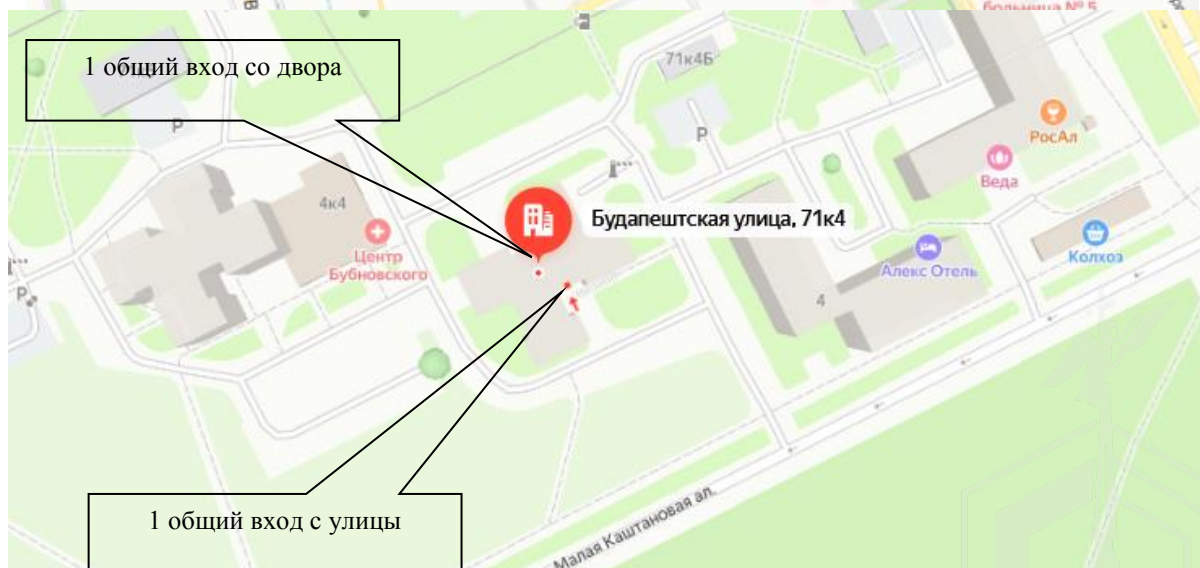 больница № 5
1 общий вход со двора
71к4Б
P
P
РосАл
Веда
4к4
Будапештская улица, 71к4
Центр
Бубновского
Алекс Отель
Колхоз
P
4
1 общий вход с улицы
Малая Каштановая ал.